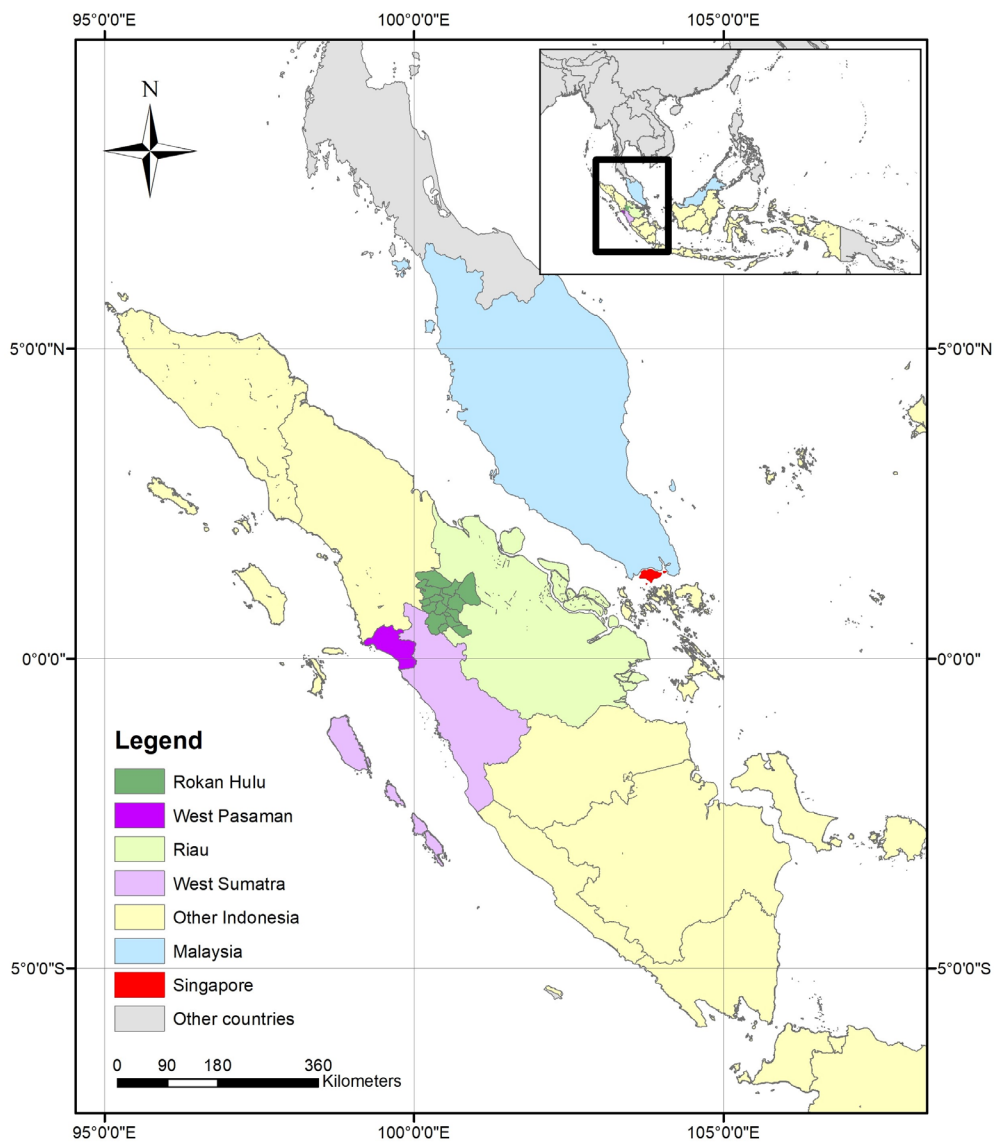 95°0'0"E 100°0'0"E 105°0'0"E
N
5°0'0"N 5°0'0"N
0°0'0" 0°0'0"
Legend
Rokan Hulu
West Pasaman
Riau
West Sumatra
Other Indonesia
Malaysia
Singapore
Other countries
5°0'0"S 5°0'0"S
0 90 180 360
Kilometers
95°0'0"E 100°0'0"E 105°0'0"E